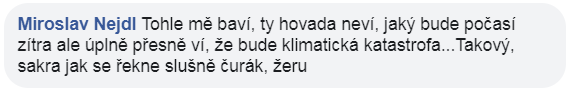 Miroslav Nejdl Tohle mě baví, ty hovada neví, jaký bude počasí
zítra ale úplně přesně ví, že bude klimatická katastrofa...Takový,
sakra jak se řekne slušně čurák, žeru